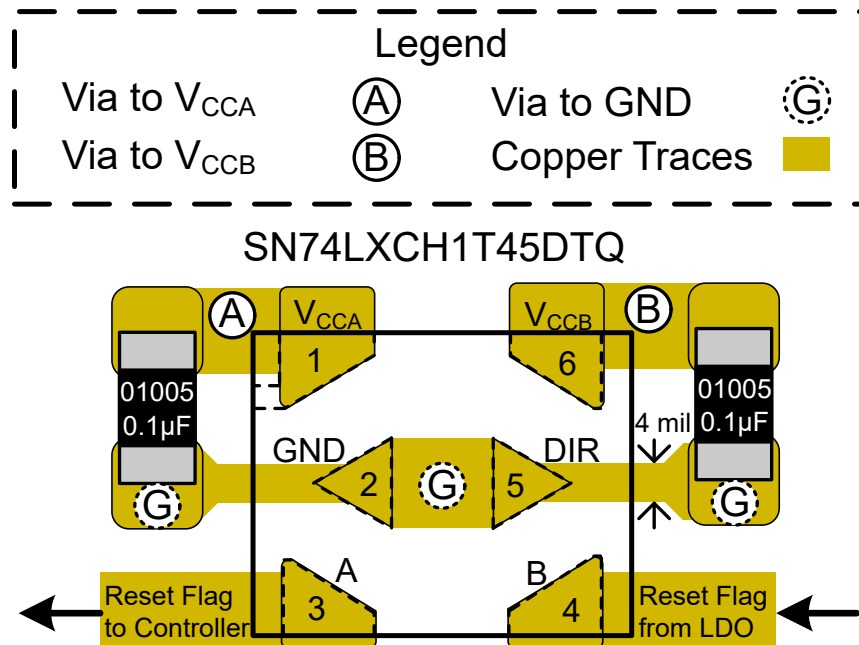 Legend
Via to VCCA A Via to GND G
Via to VCCB B Copper Traces
SN74LXCH1T45DTQ
A VCCA VCCB B
1 6
01005 01005
0.1µF 4 mil 0.1µF
GND DIR
G 2 G 5 G
A B
Reset Flag 3 4 Reset Flag
to Controller from LDO